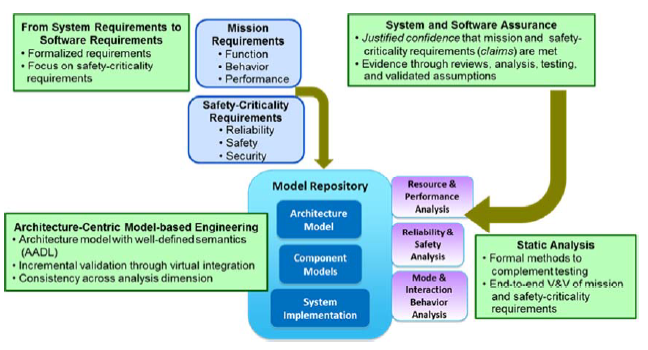 From System Requirements to
Software Requirements
• Formalized requirements
• Focus on safety-criticality
requirements
Mission
Requirements
• Function
• Behavior
• Performance
Safety-Criticality
Requirements
• Reliability
• Safety
• Security
System and Software Assurance
• Justified confidence that mission and safety-
criticality requirements (claims) are met
• Evidence through reviews, analysis, testing,
and validated assumptions
Model Repository
Architecture
Model
Component
Models
System
Implementation
Resource &
Performance
Analysis
Reliability &
Safety
Analysis
Mode &
Interaction
Behavior
Analysis
Architecture-Centric Model-based Engineering
• Architecture model with well-defined semantics
(AADL)
• Incremental validation through virtual integration
• Consistency across analysis dimension
Static Analysis
• Formal methods to
complement testing
• End-to-end V&V of mission
and safety-criticality
requirements